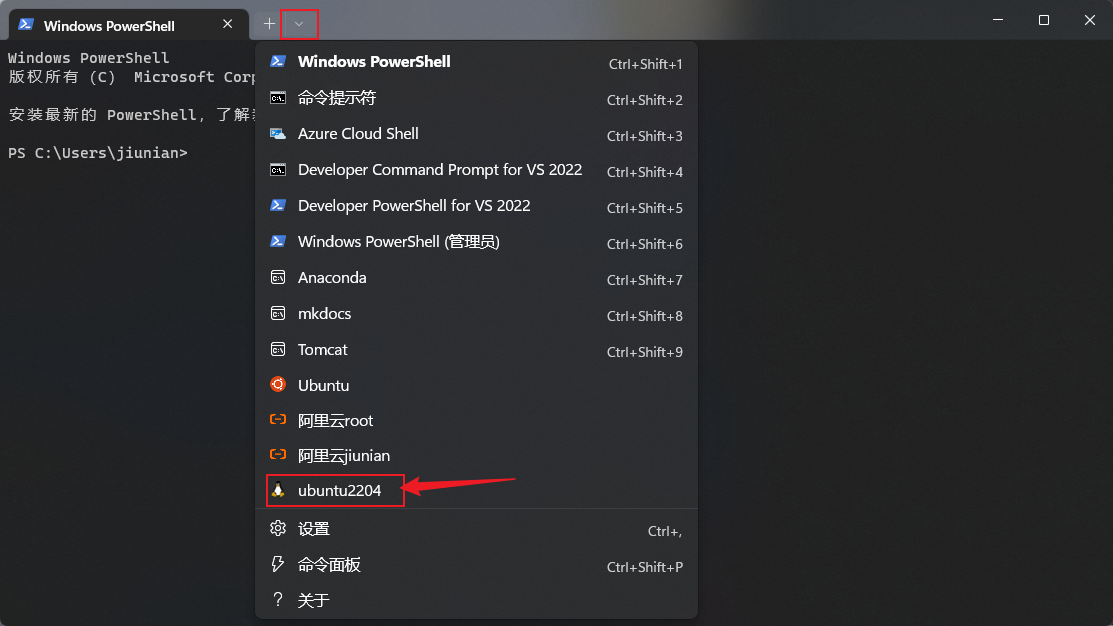 Windows PowerShell
Windows PowerShell
版权所有 (C) Microsoft Corp
安装最新的 PowerShell,了解
PS C:\Users\jiunian>
Windows PowerShell Ctrl+Shift+1
命令提示符 Ctrl+Shift+2
Azure Cloud Shell Ctrl+Shift+3
Developer Command Prompt for VS 2022 Ctrl+Shift+4
Developer PowerShell for VS 2022 Ctrl+Shift+5
Windows PowerShell (管理员) Ctrl+Shift+6
Anaconda Ctrl+Shift+7
mkdocs Ctrl+Shift+8
Tomcat Ctrl+Shift+9
Ubuntu
阿里云root
阿里云jiunian
ubuntu2204
设置 Ctrl+,
命令面板 Ctrl+Shift+P
关于